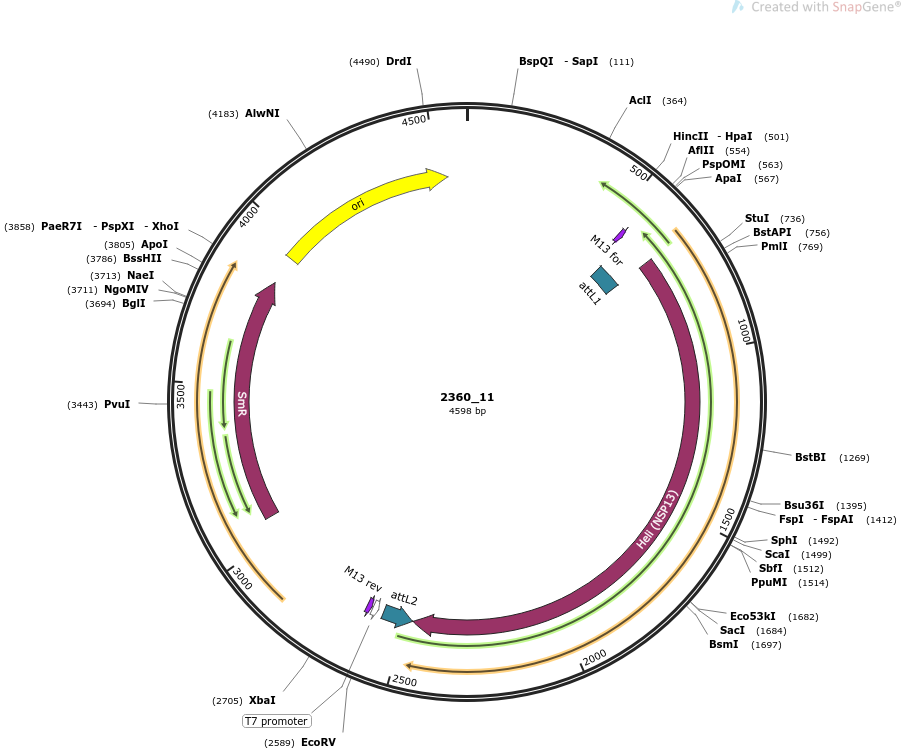 Created with SnapGene®
(4490) DrdI
BspQI - SapI (111)
(4183) AlwNI
AclI (364)
HincII - HpaI (501)
AflII (554)
PspOMI (563)
ApaI (567)
4500
500
ori
4000
(3858) PaeR7I - PspXI - XhoI
(3805) ApoI
(3786) BssHII
(3713) NaeI
(3711) NgoMIV
(3694) BglI
StuI (736)
BstAPI (756)
PmlI (769)
M13 for
attL1
1000
3500
(3443) PvuI
SmR
2360_11
4598 bp
BstBI (1269)
Heli (NSP13)
Bsu36I (1395)
FspI - FspAI (1412)
1500
SphI (1492)
ScaI (1499)
SbfI (1512)
PpuMI (1514)
3000
M13 rev
attL2
Eco53kI (1682)
SacI (1684)
BsmI (1697)
2000
2500
(2705) XbaI
T7 promoter
(2589) EcoRV